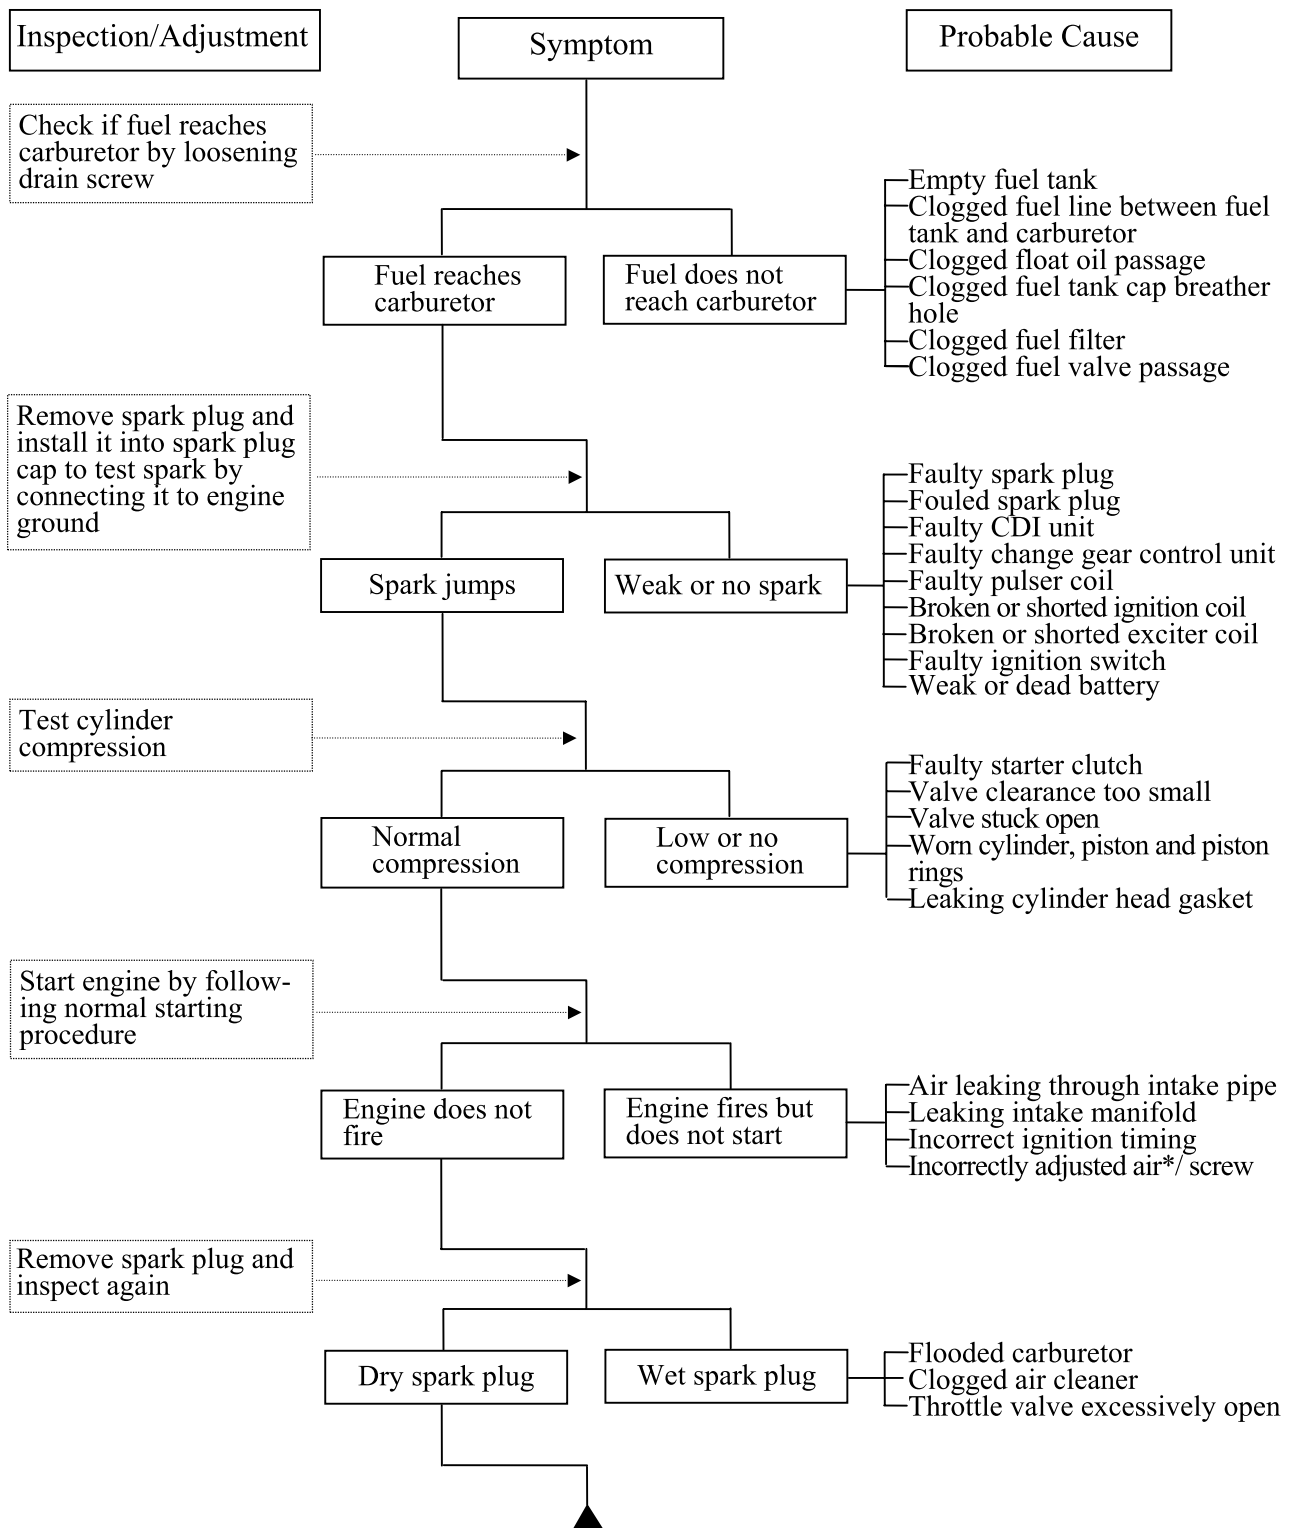 Inspection/Adjustment
Symptom
Probable Cause
Check if fuel reaches
carburetor by loosening
drain screw
Fuel reaches
carburetor
Fuel does not
reach carburetor
Empty fuel tank
Clogged fuel line between fuel
tank and carburetor
Clogged float oil passage
Clogged fuel tank cap breather
hole
Clogged fuel filter
Clogged fuel valve passage
Remove spark plug and
install it into spark plug
cap to test spark by
connecting it to engine
ground
Spark jumps
Weak or no spark
Faulty spark plug
Fouled spark plug
Faulty CDI unit
Faulty change gear control unit
Faulty pulser coil
Broken or shorted ignition coil
Broken or shorted exciter coil
Faulty ignition switch
Weak or dead battery
Test cylinder
compression
Normal
compression
Low or no
compression
Faulty starter clutch
Valve clearance too small
Valve stuck open
Worn cylinder, piston and piston
rings
Leaking cylinder head gasket
Start engine by follow-
ing normal starting
procedure
Engine does not
fire
Engine fires but
does not start
Air leaking through intake pipe
Leaking intake manifold
Incorrect ignition timing
Incorrectly adjusted air*/ screw
Remove spark plug and
inspect again
Dry spark plug
Wet spark plug
Flooded carburetor
Clogged air cleaner
Throttle valve excessively open